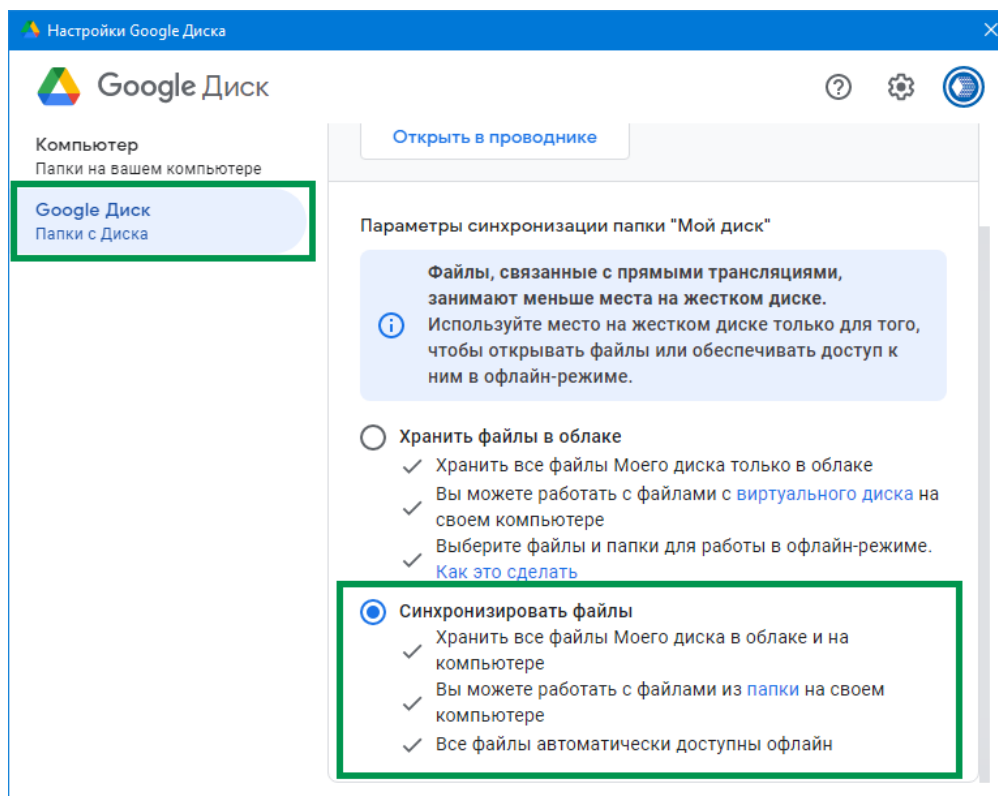 Настройки Google Диска
Google Диск
Компьютер
Папки на вашем компьютере
Google Диск
Папки с Диска
Открыть в проводнике
Параметры синхронизации папки "Мой диск"
Файлы, связанные с прямыми трансляциями,
занимают меньше места на жестком диске.
Используйте место на жестком диске только для того,
чтобы открывать файлы или обеспечивать доступ к
ним в офлайн-режиме.
Хранить файлы в облаке
Хранить все файлы Моего диска только в облаке
Вы можете работать с файлами с виртуального диска на
своем компьютере
Выберите файлы и папки для работы в офлайн-режиме.
Как это сделать
Синхронизировать файлы
Хранить все файлы Моего диска в облаке и на
компьютере
Вы можете работать с файлами из папки на своем
компьютере
Все файлы автоматически доступны офлайн